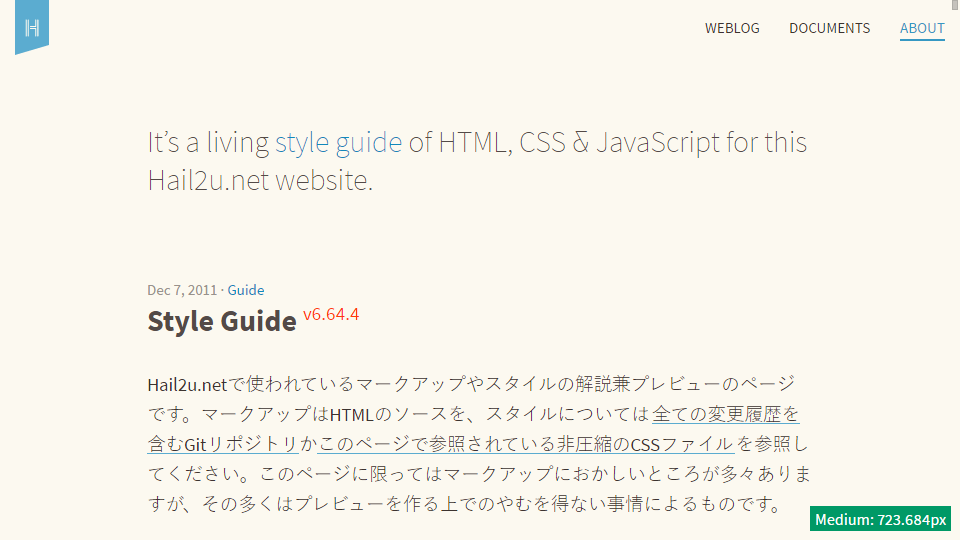 H
WEBLOG DOCUMENTS ABOUT
It's a living style guide of HTML, CSS & JavaScript for this
Hail2u.net website.
Dec 7, 2011 · Guide
Style Guide v6.64.4
Hail2u.netで使われているマークアップやスタイルの解説兼プレビューのページ
です。マークアップはHTMLのソースを、スタイルについては全ての変更履歴を
含むGitリポジトリかこのページで参照されている非圧縮のCSSファイルを参照し
てください。このページに限ってはマークアップにおかしいところが多々ありま
すが、その多くはプレビューを作る上でのやむを得ない事情によるものです。
Medium: 723.684px